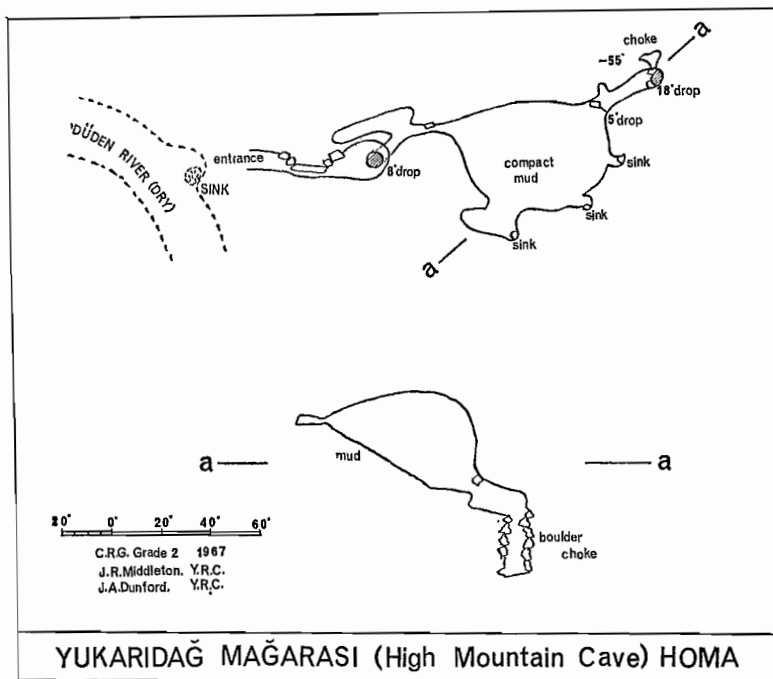 a
choke
~55'
18'drop
5'drop
DÜDEN RIVER (DRY)
SINK
entrance
8'drop
compact
mud
sink
sink
sink
a
a
a
mud
boulder
choke
20' 0' 20' 40' 60'
C.R.G. Grade 2 1967
J.R.Middleton. Y.R.C.
J.A.Dunford. Y.R.C.
YUKARIDAĞ MAĞARASI (High Mountain Cave) HOMA